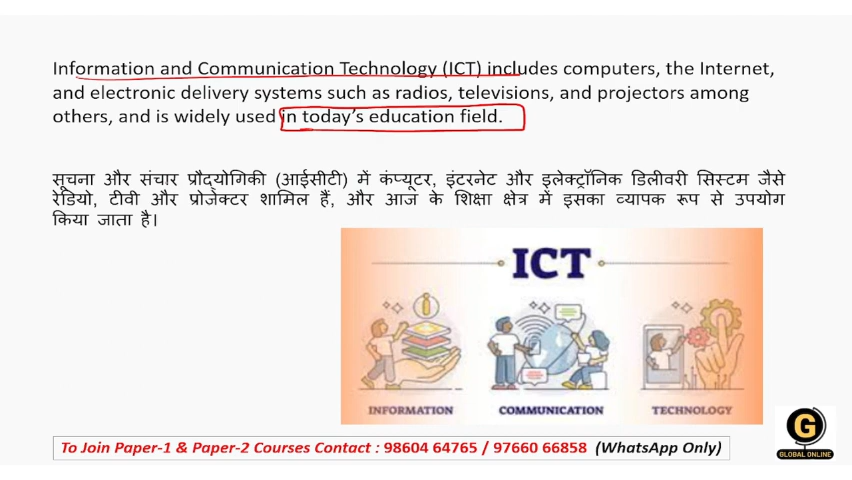 Information and Communication Technology (ICT) includes computers, the Internet,
and electronic delivery systems such as radios, televisions, and projectors among
others, and is widely used in today's education field.
सूचना और संचार प्रौद्योगिकी (आईसीटी) में कंप्यूटर, इंटरनेट और इलेक्ट्रॉनिक डिलीवरी सिस्टम जैसे
रेडियो, टीवी और प्रोजेक्टर शामिल हैं, और आज के शिक्षा क्षेत्र में इसका व्यापक रूप से उपयोग
किया जाता है।
ICT
INFORMATION COMMUNICATION TECHNOLOGY
To Join Paper-1 & Paper-2 Courses Contact : 98604 64765 / 97660 66858 (WhatsApp Only)
G
GLOBAL ONLINE